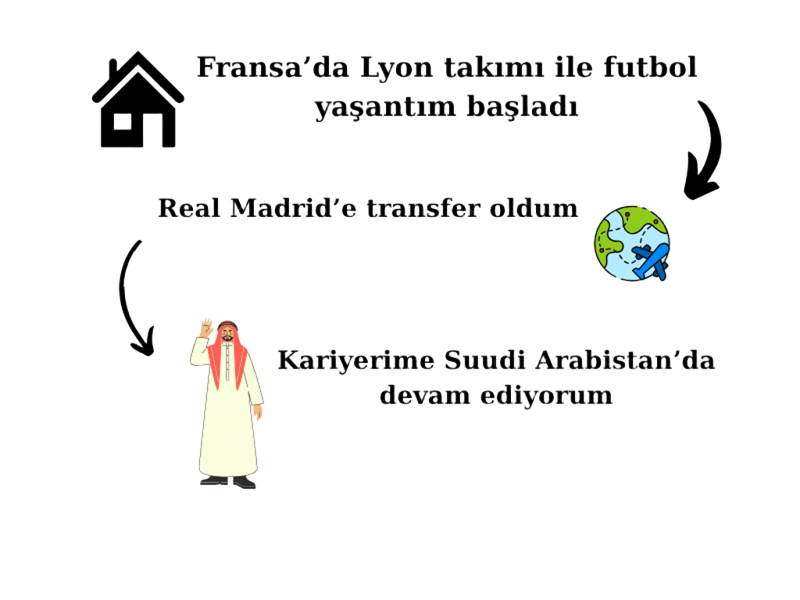 Fransa’da Lyon takımı ile futbol
yaşantım başladı
Real Madrid’e transfer oldum
Kariyerime Suudi Arabistan’da
devam ediyorum